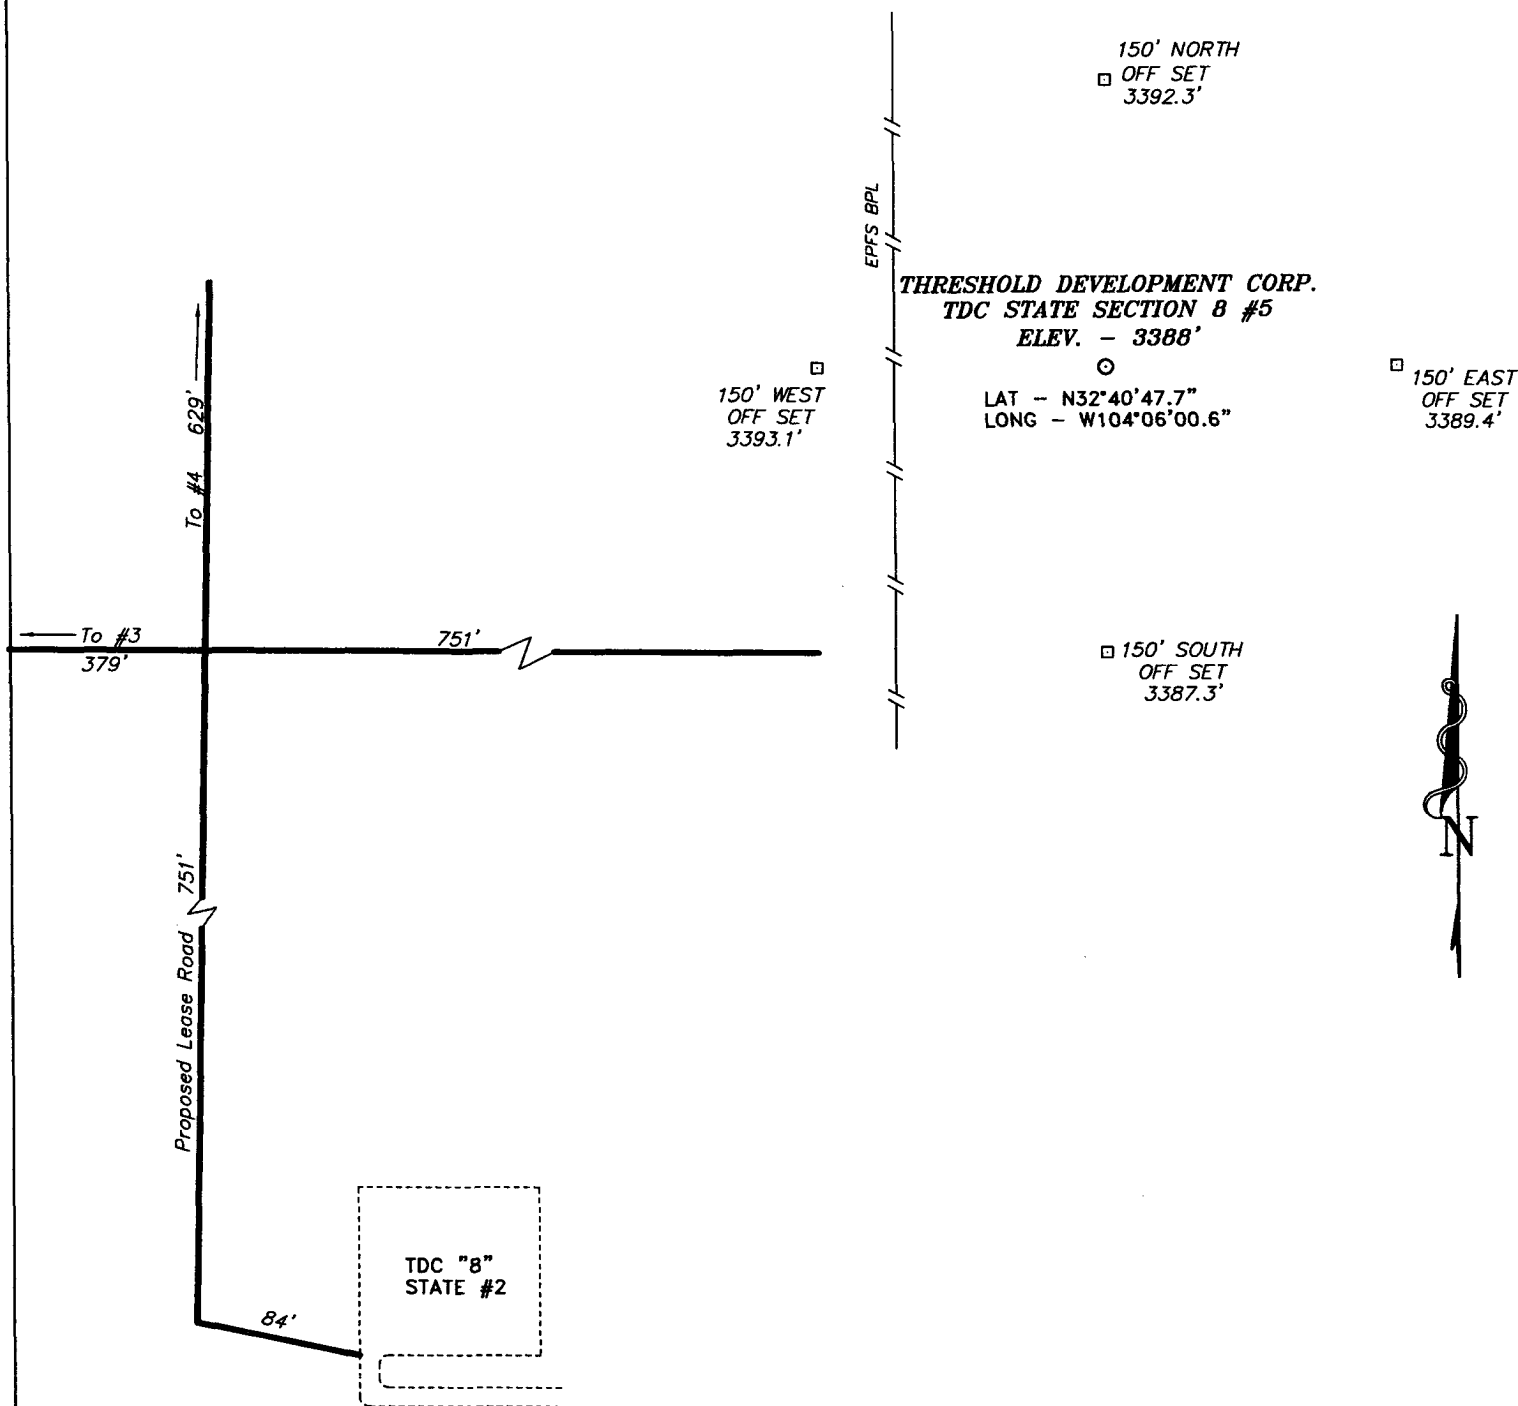 150' NORTH
OFF SET
3392.3'
EPFS BPL
THRESHOLD DEVELOPMENT CORP.
TDC STATE SECTION 8 #5
ELEV. - 3388'
LAT - N32°40'47.7"
LONG - W104°06'00.6"
150' WEST
OFF SET
3393.1'
150' EAST
OFF SET
3389.4'
To #4 629'
To #3
379'
751'
150' SOUTH
OFF SET
3387.3'
N
751'
Proposed Lease Road
TDC "8"
STATE #2
84'